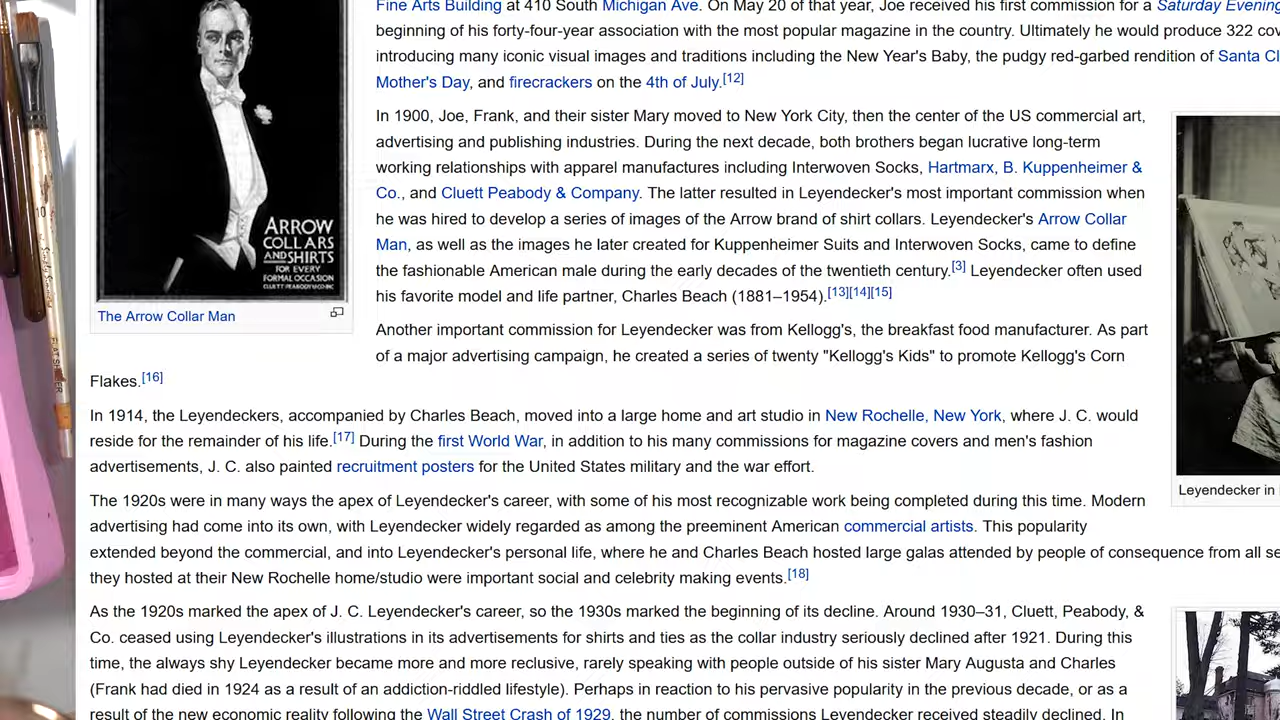 Fine Arts Building at 410 South Michigan Ave. On May 20 of that year, Joe received his first commission for a Saturday Evening
beginning of his forty-four-year association with the most popular magazine in the country. Ultimately he would produce 322
introducing many iconic visual images and traditions including the New Year's Baby, the pudgy red-garbed rendition of Santa
Mother's Day, and firecrackers on the 4th of July.[12]
In 1900, Joe, Frank, and their sister Mary moved to New York City, then the center of the US commercial art,
advertising and publishing industries. During the next decade, both brothers began lucrative long-term
working relationships with apparel manufactures including Interwoven Socks, Hartmarx, B. Kuppenheimer &
Co., and Cluett Peabody & Company. The latter resulted in Leyendecker's most important commission when
he was hired to develop a series of images of the Arrow brand of shirt collars. Leyendecker's Arrow Collar
Man, as well as the images he later created for Kuppenheimer Suits and Interwoven Socks, came to define
the fashionable American male during the early decades of the twentieth century.[3] Leyendecker often used
his favorite model and life partner, Charles Beach (1881–1954).[13][14][15]
ARROW
COLLARS
AND SHIRTS
FOR EVERY
FORMAL OCCASION
CLUETT PEABODY & CO. INC
The Arrow Collar Man
Another important commission for Leyendecker was from Kellogg's, the breakfast food manufacturer. As part
of a major advertising campaign, he created a series of twenty "Kellogg's Kids" to promote Kellogg's Corn
Flakes.[16]
In 1914, the Leyendeckers, accompanied by Charles Beach, moved into a large home and art studio in New Rochelle, New York, where J. C. would
reside for the remainder of his life.[17] During the first World War, in addition to his many commissions for magazine covers and men's fashion
advertisements, J. C. also painted recruitment posters for the United States military and the war effort.
Leyendecker in
The 1920s were in many ways the apex of Leyendecker's career, with some of his most recognizable work being completed during this time. Modern
advertising had come into its own, with Leyendecker widely regarded as among the preeminent American commercial artists. This popularity
extended beyond the commercial, and into Leyendecker's personal life, where he and Charles Beach hosted large galas attended by people of consequence from all
they hosted at their New Rochelle home/studio were important social and celebrity making events.[18]
As the 1920s marked the apex of J. C. Leyendecker's career, so the 1930s marked the beginning of its decline. Around 1930–31, Cluett, Peabody, &
Co. ceased using Leyendecker's illustrations in its advertisements for shirts and ties as the collar industry seriously declined after 1921. During this
time, the always shy Leyendecker became more and more reclusive, rarely speaking with people outside of his sister Mary Augusta and Charles
(Frank had died in 1924 as a result of an addiction-riddled lifestyle). Perhaps in reaction to his pervasive popularity in the previous decade, or as a
result of the new economic reality following the Wall Street Crash of 1929, the number of commissions Leyendecker received steadily declined. In